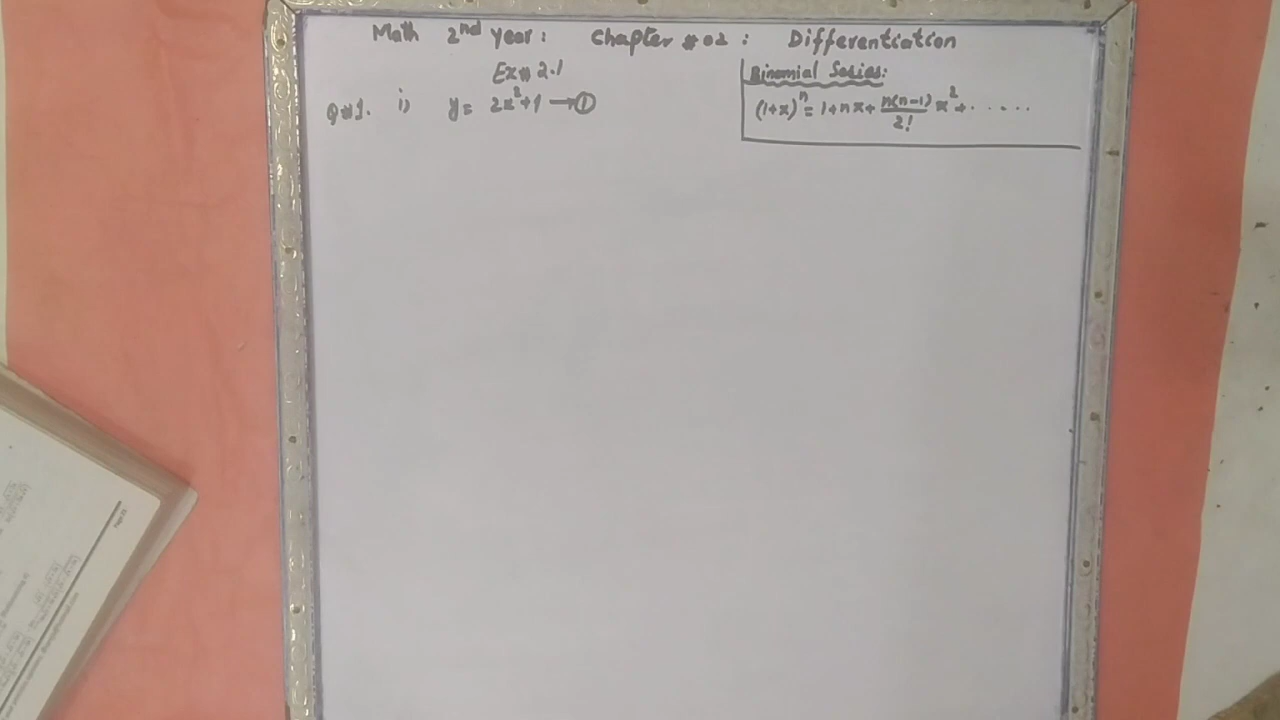 Math 2nd year: Chapter # 02: Differentiation
Ex# 2.1
Binomial Series:
Q#1. i) y = 2x²+1 → ①
(1+x)ⁿ = 1+nx+ n(n-1)/2! x²+ ......